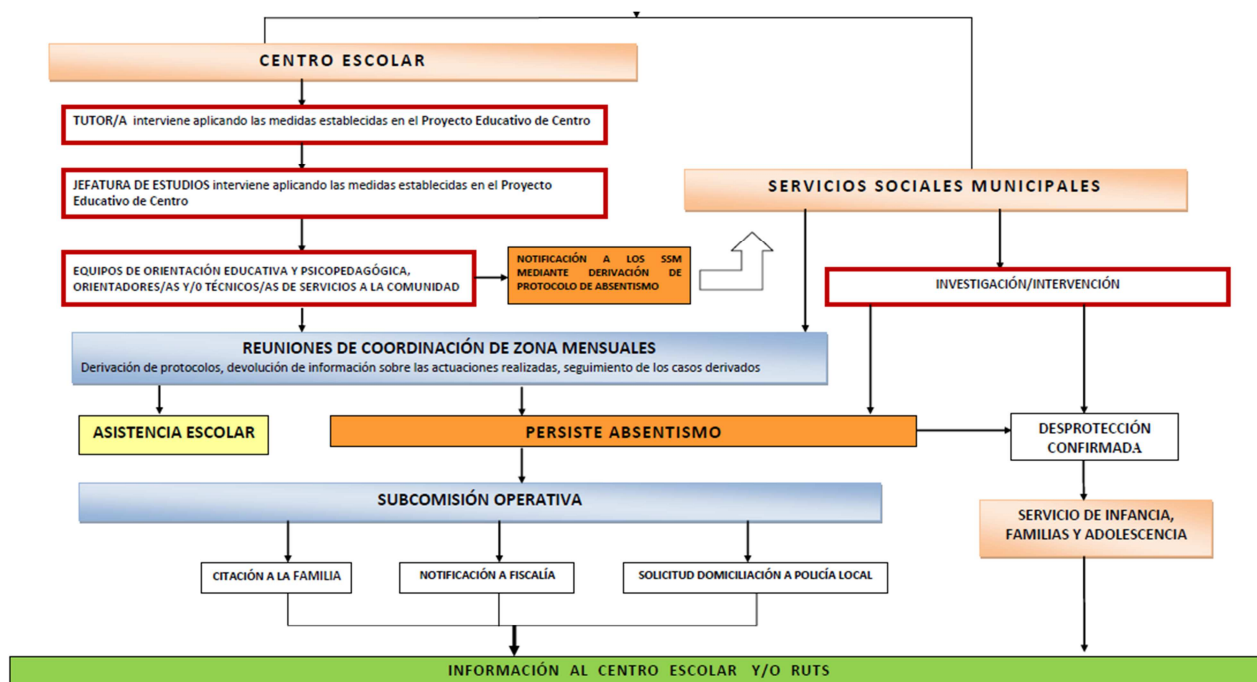 CENTRO ESCOLAR
TUTOR/A interviene aplicando las medidas establecidas en el Proyecto Educativo de Centro
JEFATURA DE ESTUDIOS interviene aplicando las medidas establecidas en el Proyecto
Educativo de Centro
SERVICIOS SOCIALES MUNICIPALES
EQUIPOS DE ORIENTACIÓN EDUCATIVA Y PSICOPEDAGÓGICA,
ORIENTADORES/AS Y/0 TÉCNICOS/AS DE SERVICIOS A LA COMUNIDAD
NOTIFICACIÓN A LOS SSM
MEDIANTE DERIVACIÓN DE
PROTOCOLO DE ABSENTISMO
INVESTIGACIÓN/INTERVENCIÓN
REUNIONES DE COORDINACIÓN DE ZONA MENSUALES
Derivación de protocolos, devolución de información sobre las actuaciones realizadas, seguimiento de los casos derivados
ASISTENCIA ESCOLAR
PERSISTE ABSENTISMO
DESPROTECCIÓN
CONFIRMADA
SUBCOMISIÓN OPERATIVA
SERVICIO DE INFANCIA,
FAMILIAS Y ADOLESCENCIA
CITACIÓN A LA FAMILIA
NOTIFICACIÓN A FISCALÍA
SOLICITUD DOMICILIACIÓN A POLICÍA LOCAL
INFORMACIÓN AL CENTRO ESCOLAR Y/O RUTS